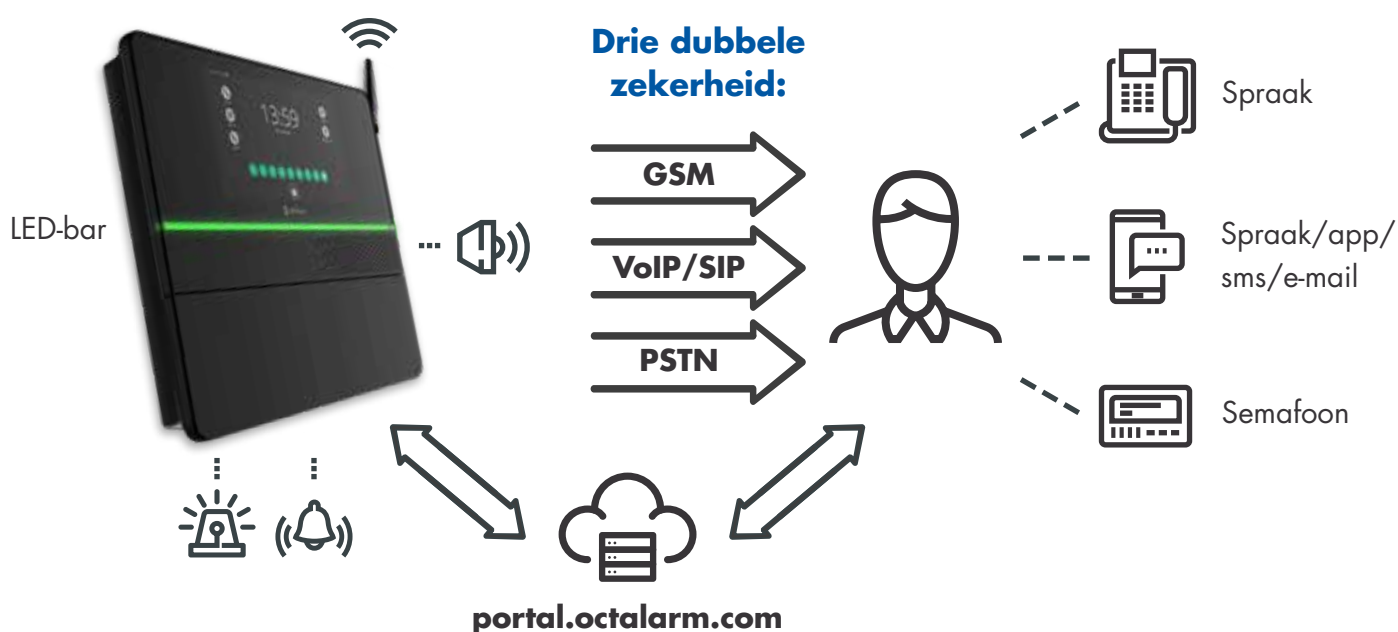 Drie dubbele
zekerheid:
13:59
LED-bar
GSM
VoIP/SIP
PSTN
Spraak
Spraak/app/
sms/e-mail
Semafoon
portal.octalarm.com